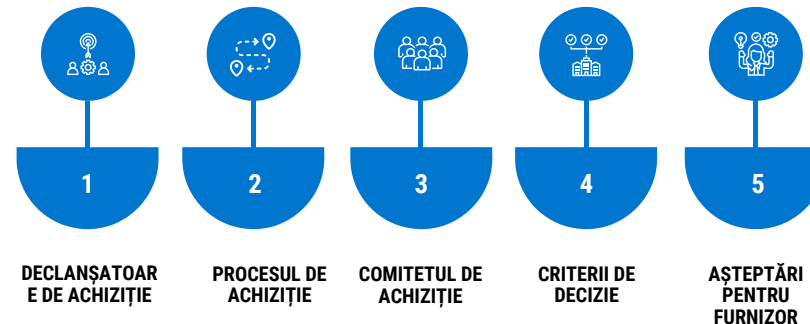 1
2
3
4
5
DECLANȘATOAR
E DE ACHIZIȚIE
PROCESUL DE
ACHIZIȚIE
COMITETUL DE
ACHIZIȚIE
CRITERII DE
DECIZIE
AȘTEPTĂRI
PENTRU
FURNIZOR